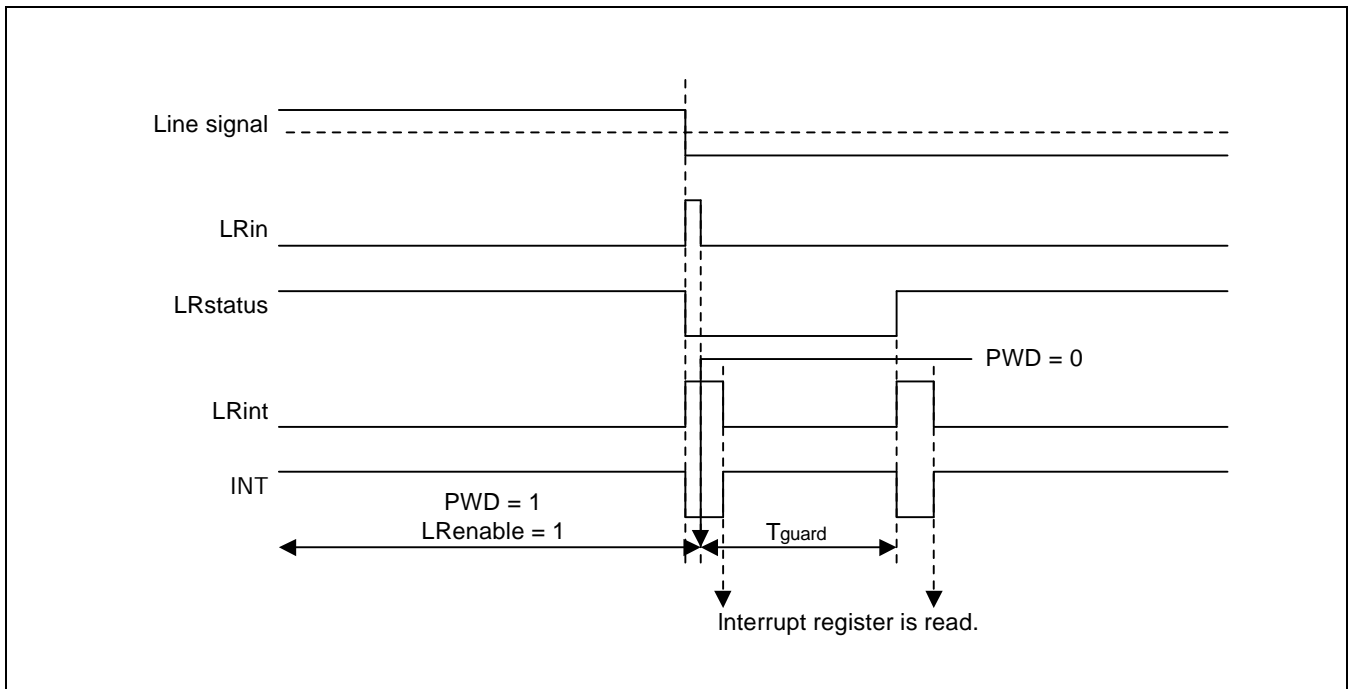 Line signal
LRin
LRstatus
PWD = 0
LRint
INT
PWD = 1
LRenable = 1
Tguard
Interrupt register is read.